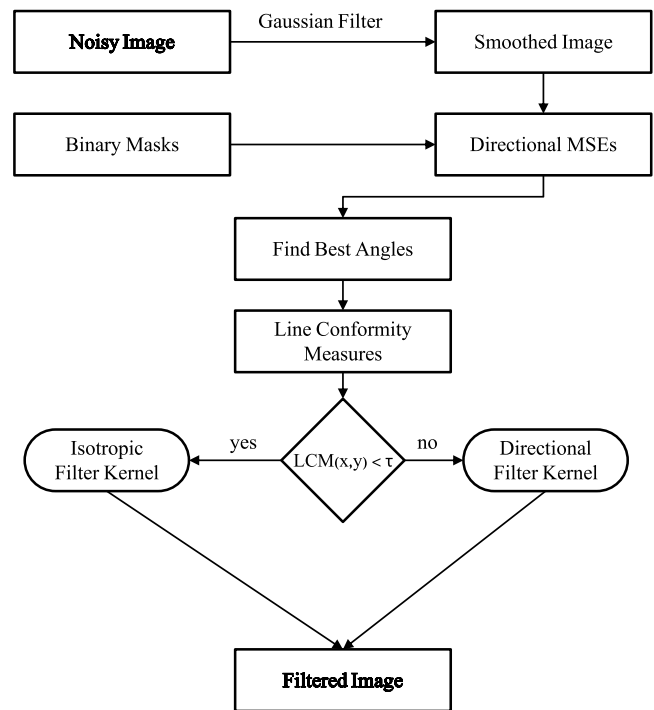 Gaussian Filter
Noisy Image
Smoothed Image
Binary Masks
Directional MSEs
Find Best Angles
Line Conformity
Measures
yes
LCM(x,y) < τ
no
Isotropic
Filter Kernel
Directional
Filter Kernel
Filtered Image